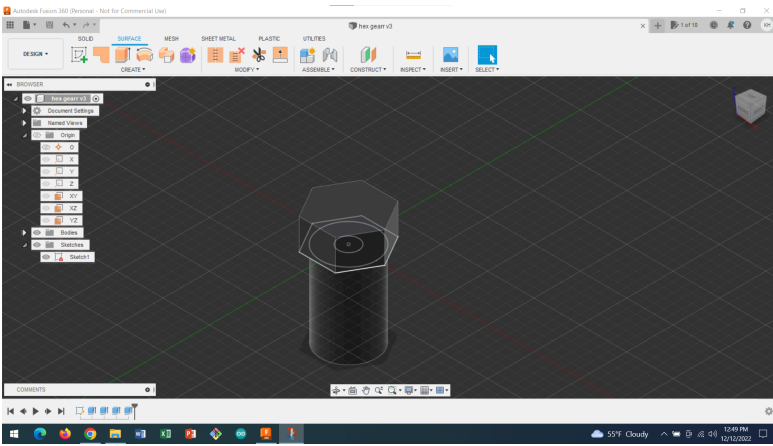 Autodesk Fusion 360 (Personal - Not for Commercial Use)
hex gearr v3
1 of 10
KH
SOLID SURFACE MESH SHEET METAL PLASTIC UTILITIES
DESIGN
CREATE MODIFY ASSEMBLE CONSTRUCT INSPECT INSERT SELECT
BROWSER
hex gearr v3
Document Settings
Named Views
Origin
O
X
Y
Z
XY
XZ
YZ
Bodies
Sketches
Sketch1
COMMENTS
55°F Cloudy
12:49 PM
12/12/2022